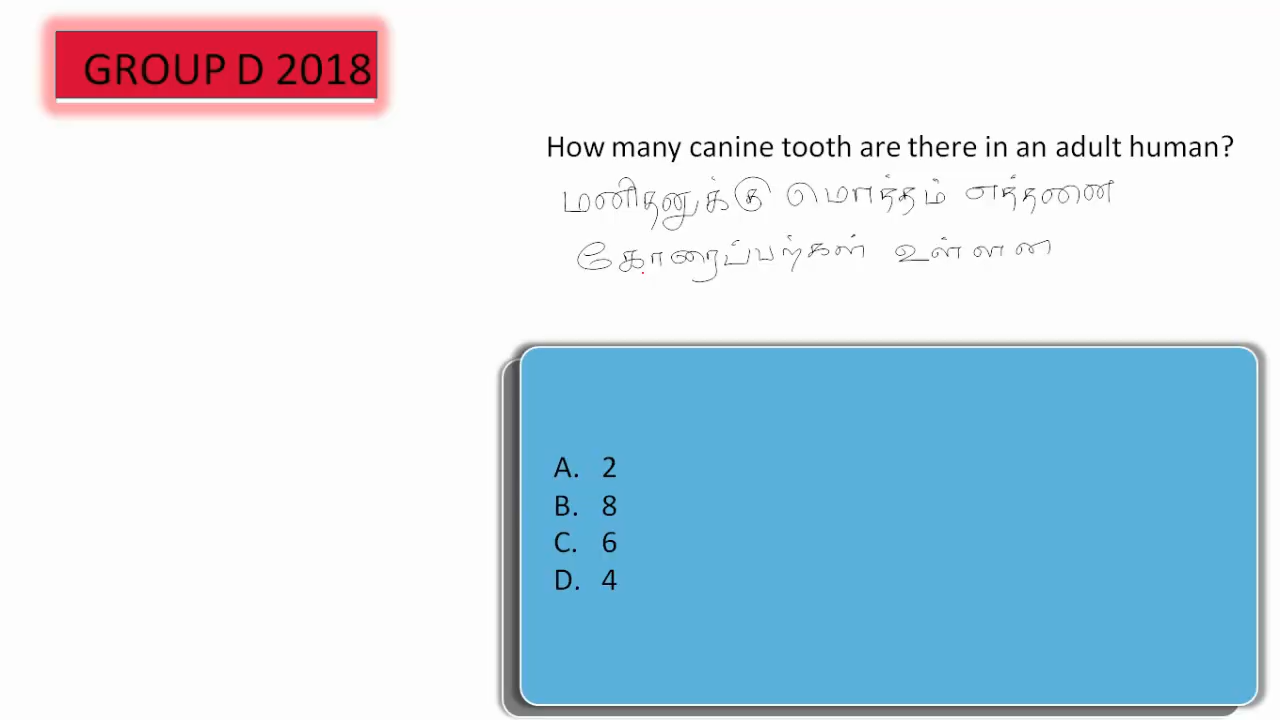 GROUP D 2018
How many canine tooth are there in an adult human?
மனிதனுக்கு மொத்தம் எத்தனை
கோரைப்பற்கள் உள்ளன
A. 2
B. 8
C. 6
D. 4